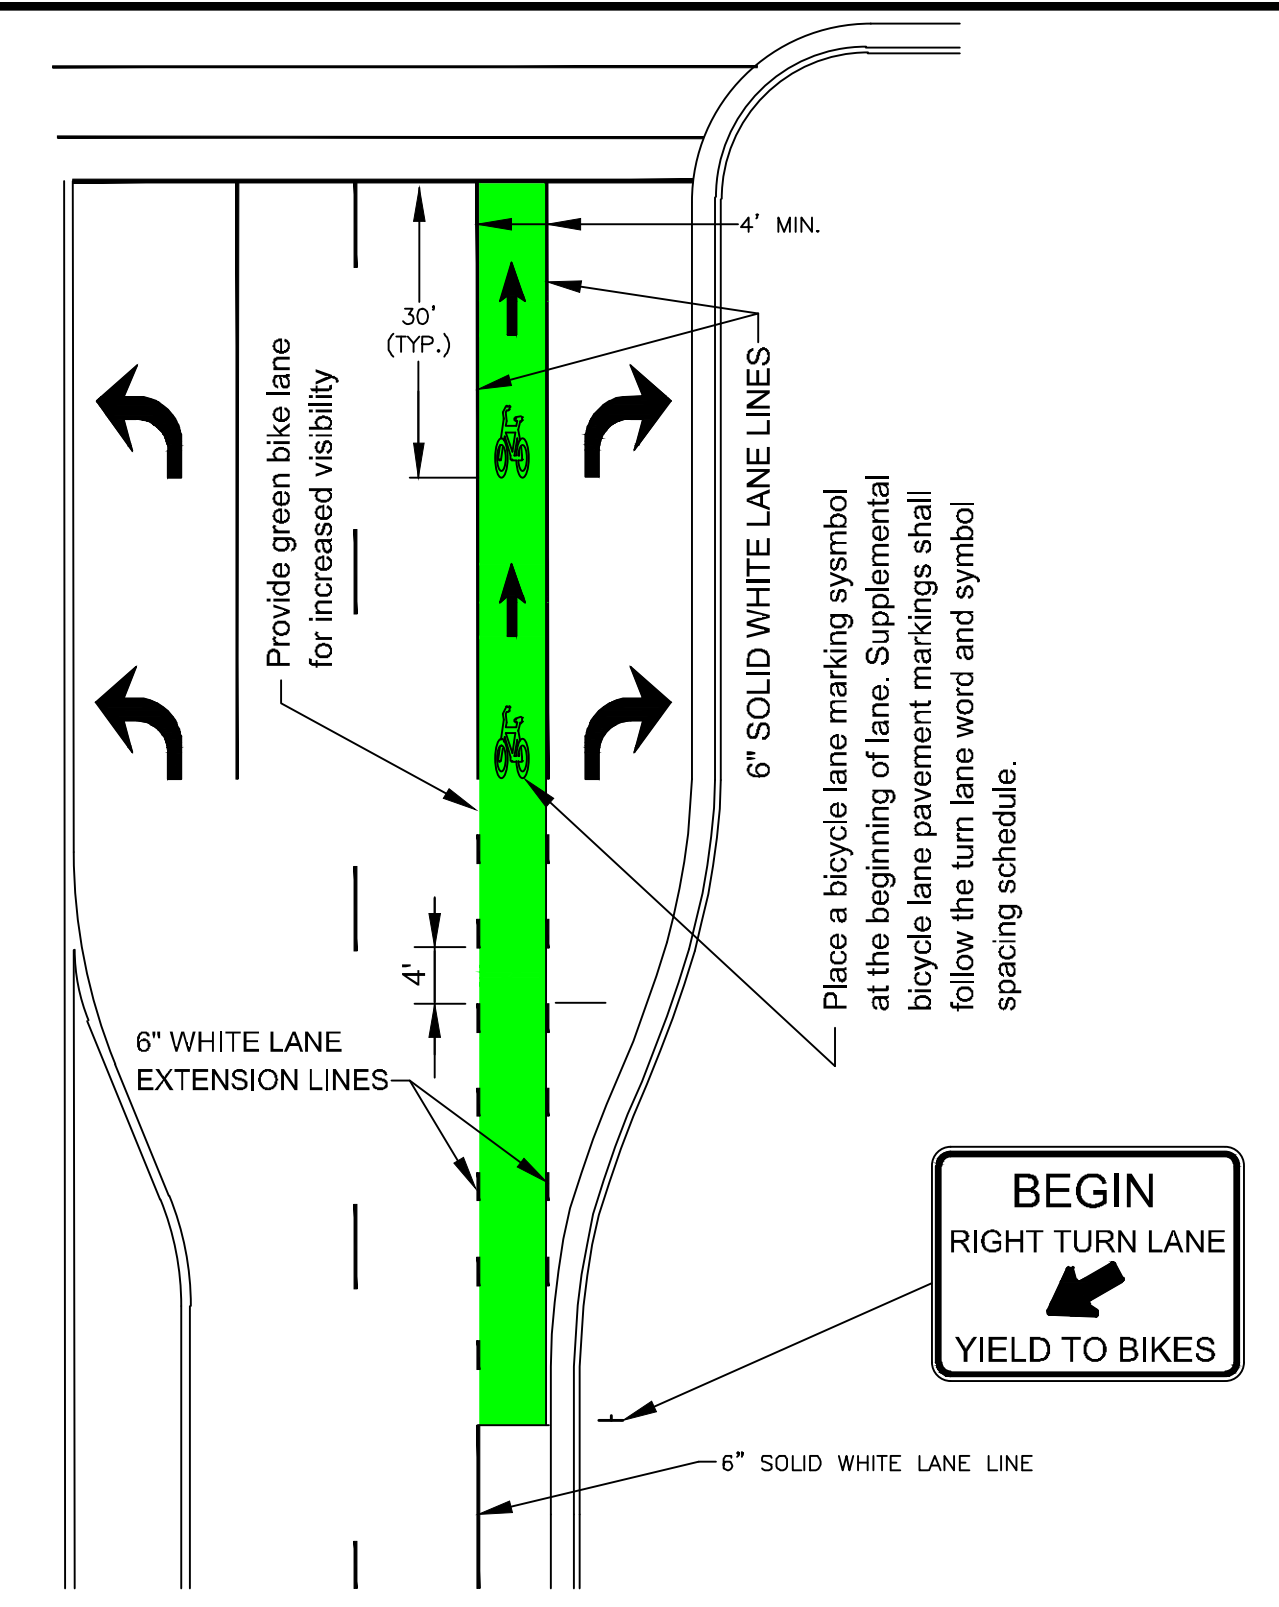 4' MIN.
30'
(TYP.)
Provide green bike lane
for increased visibility
6" SOLID WHITE LANE LINES
Place a bicycle lane marking sysmbol
at the beginning of lane. Supplemental
bicycle lane pavement markings shall
follow the turn lane word and symbol
spacing schedule.
4'
6" WHITE LANE
EXTENSION LINES
BEGIN
RIGHT TURN LANE
YIELD TO BIKES
6" SOLID WHITE LANE LINE